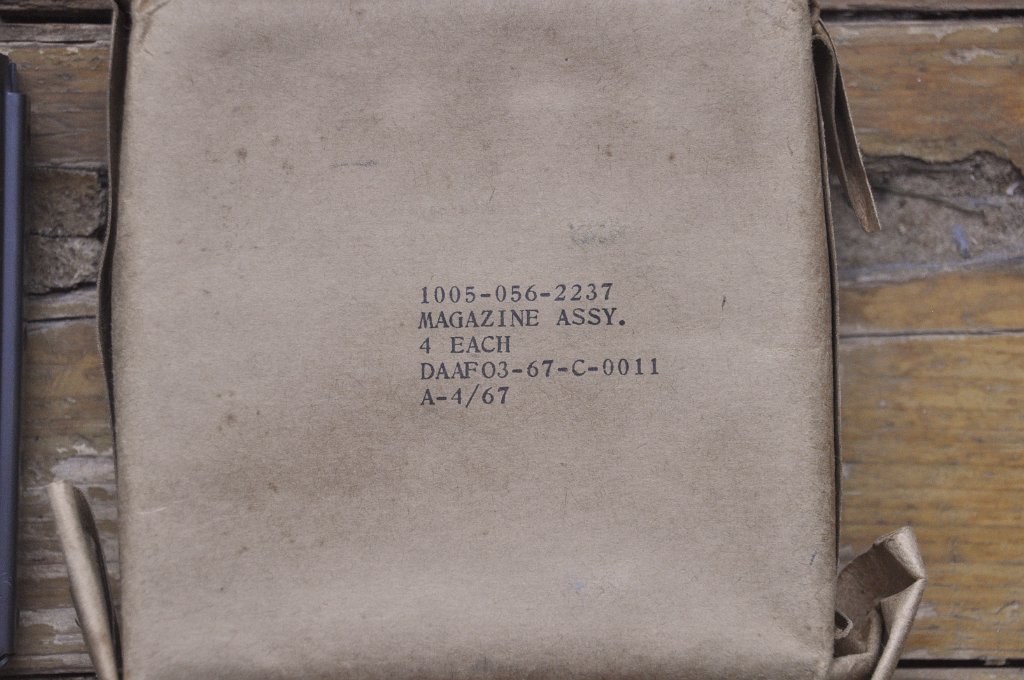 1005-056-2237
MAGAZINE ASSY.
4 EACH
DAAF03-67-C-0011
A-4/67